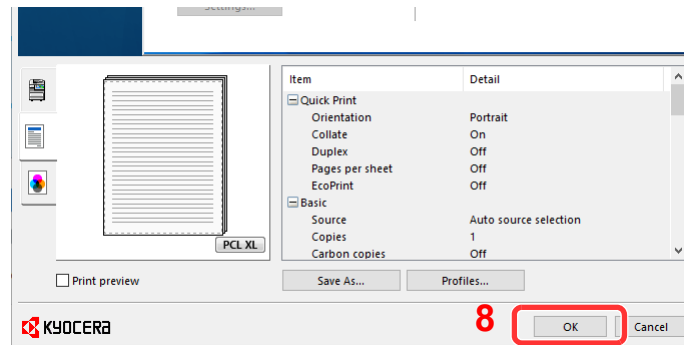 Settings...
Item Detail
Quick Print
Orientation Portrait
Collate On
Duplex Off
Pages per sheet Off
EcoPrint Off
Basic
Source Auto source selection
Copies 1
Carbon copies Off
PCL XL
Print preview
Save As... Profiles...
KYOCERA
8
OK Cancel